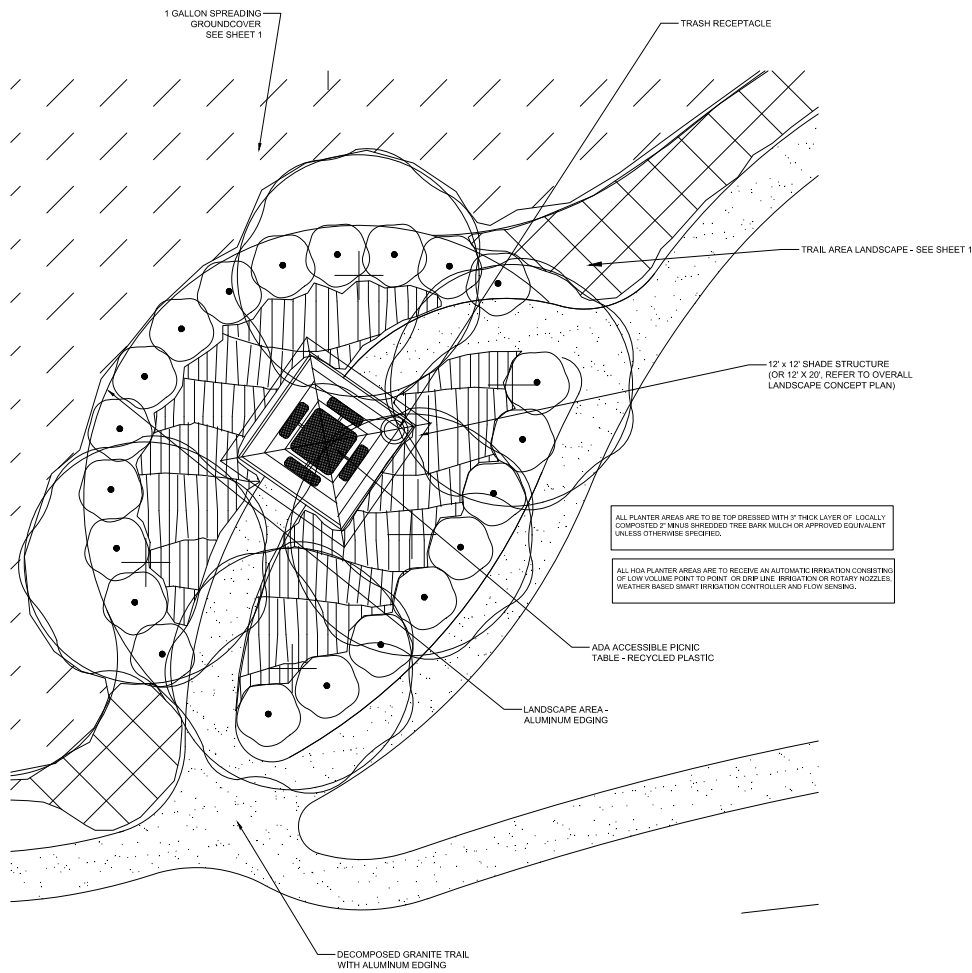 1 GALLON SPREADING
GROUNDCOVER
SEE SHEET 1
TRASH RECEPTACLE
TRAIL AREA LANDSCAPE - SEE SHEET 1
12' x 12' SHADE STRUCTURE
(OR 12' X 20', REFER TO OVERALL
LANDSCAPE CONCEPT PLAN)
ALL PLANTER AREAS ARE TO BE TOP DRESSED WITH 3" THICK LAYER OF LOCALLY
COMPOSTED 2" MINUS SHREDDED TREE BARK MULCH OR APPROVED EQUIVALENT
UNLESS OTHERWISE SPECIFIED.
ALL HOA PLANTER AREAS ARE TO RECEIVE AN AUTOMATIC IRRIGATION CONSISTING
OF LOW VOLUME POINT TO POINT OR DRIP LINE IRRIGATION OR ROTARY NOZZLES,
WEATHER BASED SMART IRRIGATION CONTROLLER AND FLOW SENSING.
ADA ACCESSIBLE PICNIC
TABLE - RECYCLED PLASTIC
LANDSCAPE AREA -
ALUMINUM EDGING
DECOMPOSED GRANITE TRAIL
WITH ALUMINUM EDGING